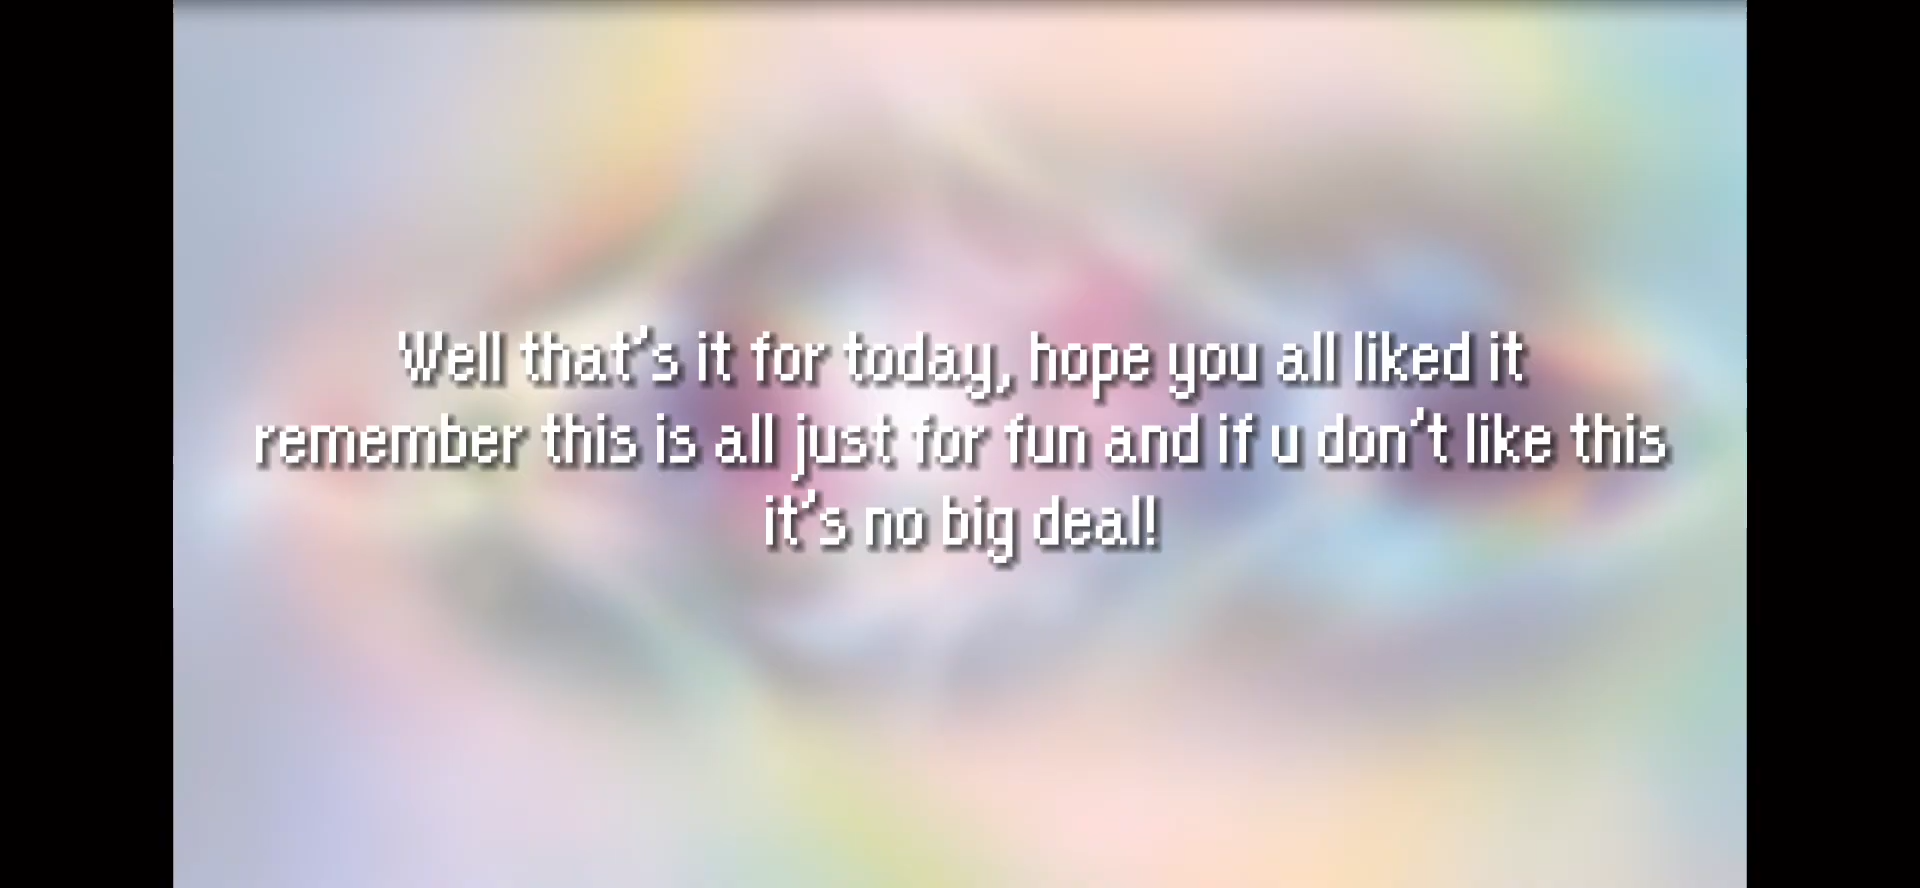 Well that's it for today, hope you all liked it
remember this is all just for fun and if u don't like this
it's no big deal!